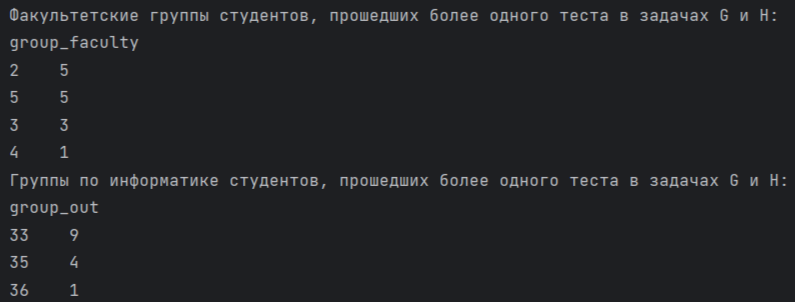 Факультетские группы студентов, прошедших более одного теста в задачах G и H:
group_faculty
2    5
5    5
3    3
4    1
Группы по информатике студентов, прошедших более одного теста в задачах G и H:
group_out
33    9
35    4
36    1